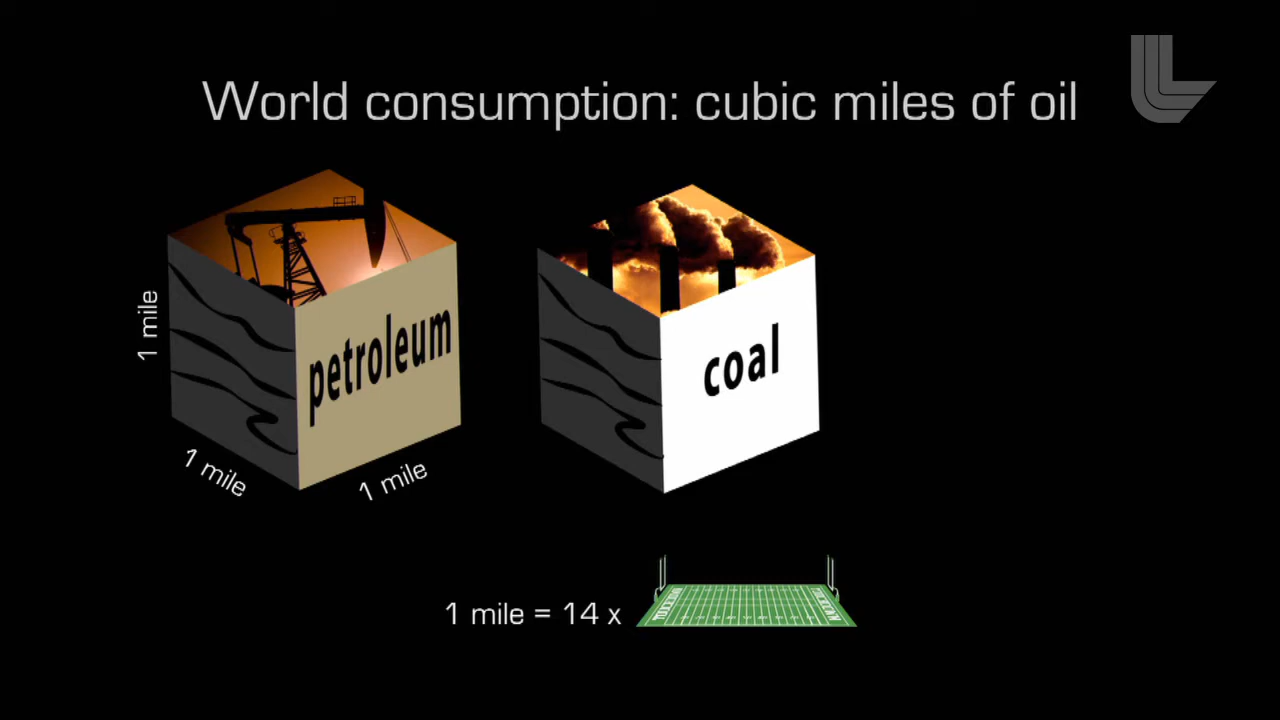 World consumption: cubic miles of oil
1 mile
petroleum
coal
1 mile
1 mile
1 mile = 14 x